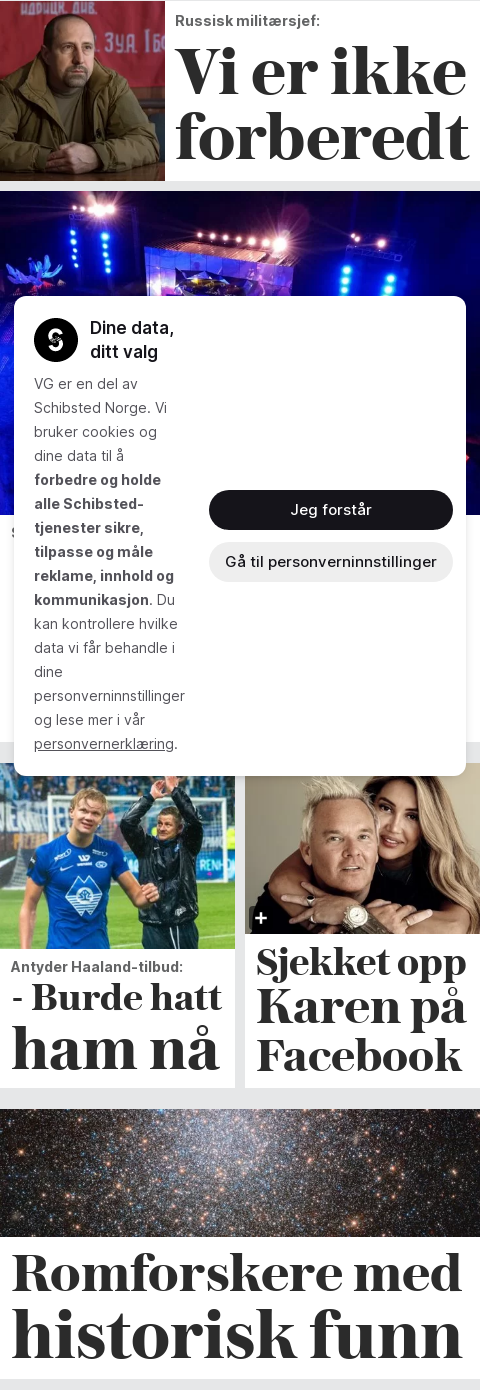 ЗУА
Russisk militærsjef:
Vi er ikke
forberedt
Dine data,
ditt valg
VG er en del av
Schibsted Norge. Vi
bruker cookies og
dine data til å
forbedre og holde
alle Schibsted-
tjenester sikre,
tilpasse og måle
reklame, innhold og
kommunikasjon. Du
kan kontrollere hvilke
data vi får behandle i
dine
personverninnstillinger
og lese mer i vår
personvernerklæring.
Jeg forstår
Gå til personverninnstillinger
Antyder Haaland-tilbud:
- Burde hatt
ham nå
Sjekket opp
Karen på
Facebook
Romforskere med
historisk funn